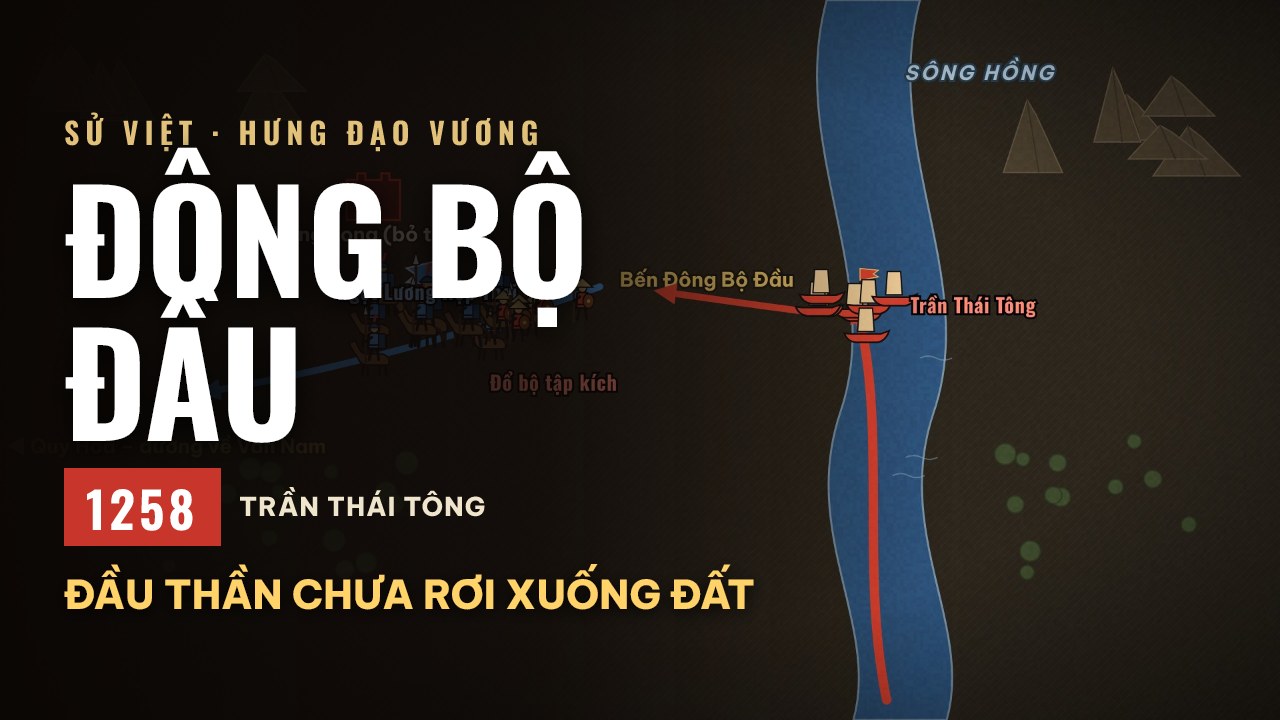 SỬ VIỆT · HƯNG ĐẠO VƯƠNG
SÔNG HỒNG
ĐÔNG BỘ
ĐẦU
Bến Đông Bộ Đầu
Trần Thái Tông
Đổ bộ tập kích
1258
TRẦN THÁI TÔNG
ĐẦU THẦN CHƯA RƠI XUỐNG ĐẤT